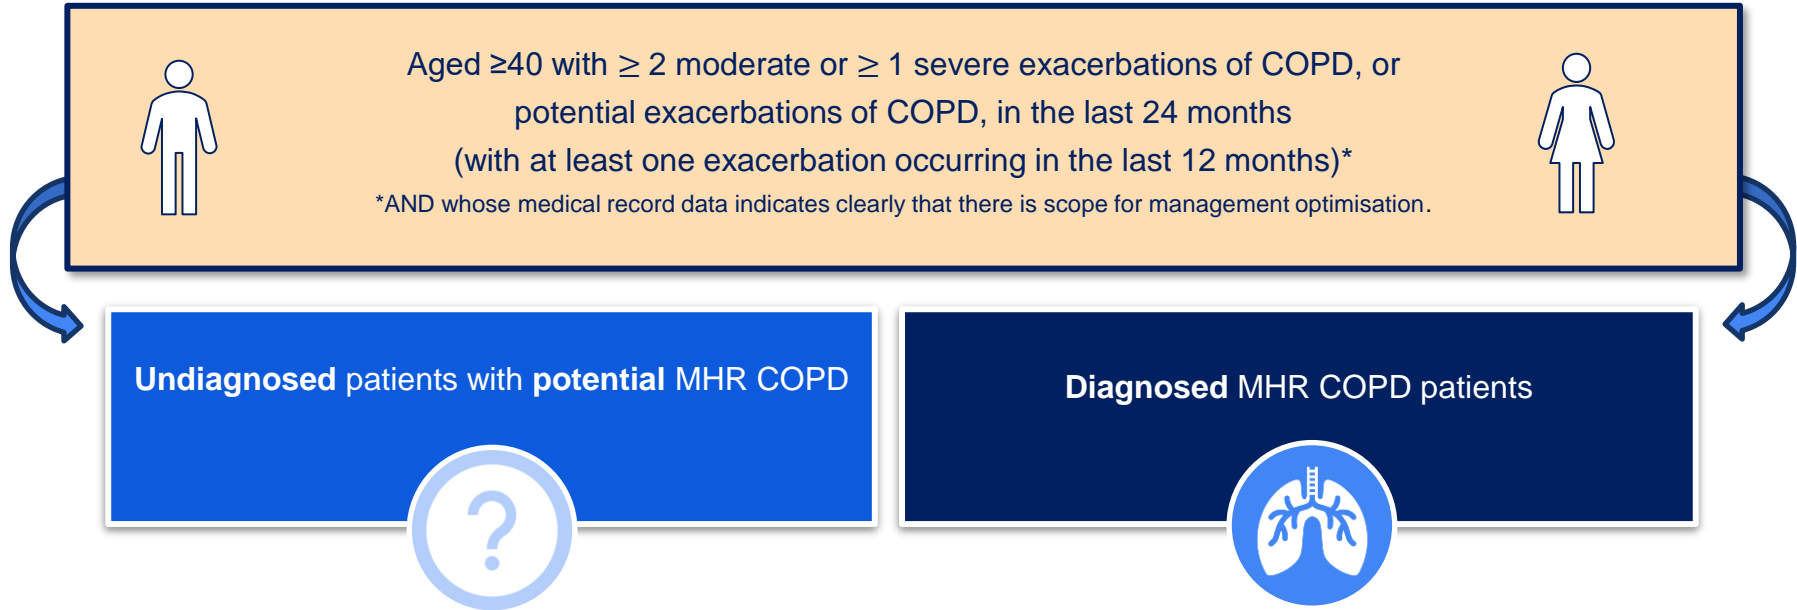 Aged ≥40 with ≥ 2 moderate or ≥ 1 severe exacerbations of COPD, or
potential exacerbations of COPD, in the last 24 months
(with at least one exacerbation occurring in the last 12 months)*
*AND whose medical record data indicates clearly that there is scope for management optimisation.
Undiagnosed patients with potential MHR COPD
Diagnosed MHR COPD patients
?